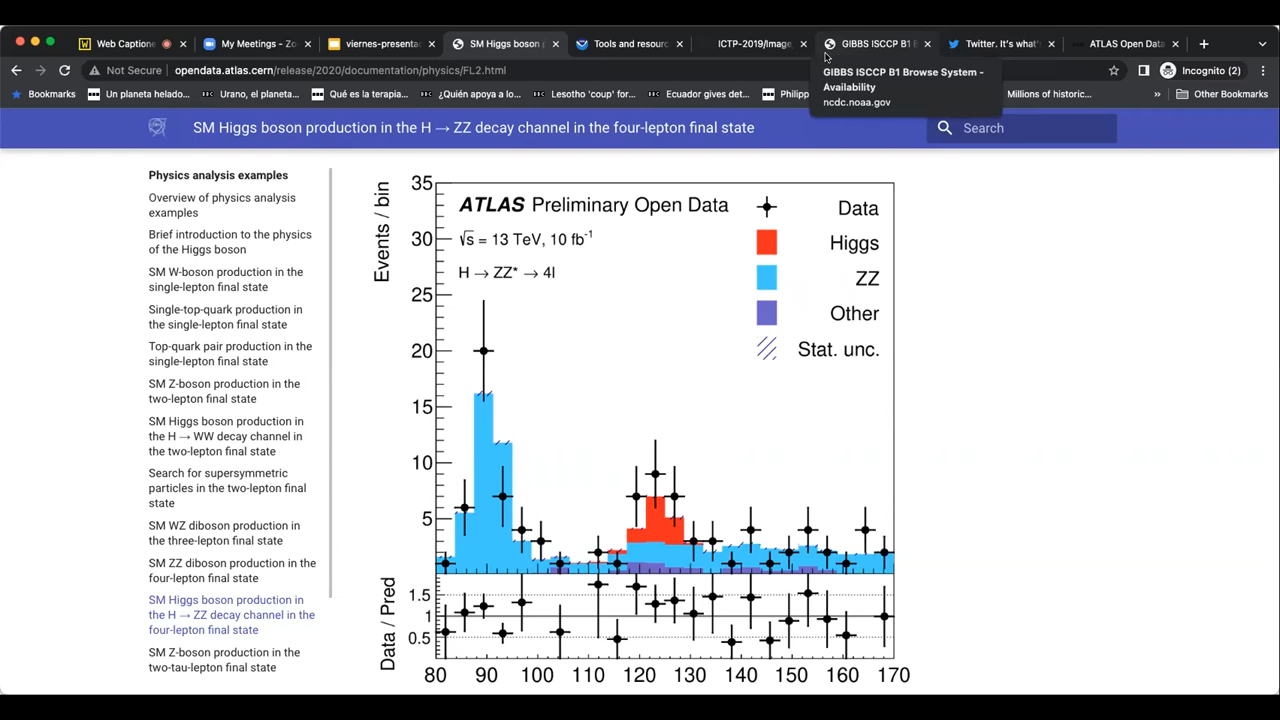 Web Captione
My Meetings - Zo
viernes-presenta
SM Higgs boson p
Tools and resourc
ICTP-2019/Image_
GIBBS ISCCP B1 B
Twitter. It's what'
ATLAS Open Data
Not Secure
opendata.atlas.cern/release/2020/documentation/physics/FL2.html
Incognito (2)
GIBBS ISCCP B1 Browse System -
Availability
ncdc.noaa.gov
Bookmarks
Un planeta helado...
Urano, el planeta...
Qué es la terapia...
¿Quién apoya a lo...
Lesotho 'loop' for...
Ecuador gives det...
Philipp
Millions of historic...
»
Other Bookmarks
SM Higgs boson production in the H → ZZ decay channel in the four-lepton final state
Search
Physics analysis examples
Overview of physics analysis
examples
Brief introduction to the physics
of the Higgs boson
SM W-boson production in the
single-lepton final state
Single-top-quark production in
the single-lepton final state
Top-quark pair production in the
single-lepton final state
SM Z-boson production in the
two-lepton final state
SM Higgs boson production in
the H → WW decay channel in
the two-lepton final state
Search for supersymmetric
particles in the two-lepton final
state
SM WZ diboson production in
the three-lepton final state
SM ZZ diboson production in the
four-lepton final state
SM Higgs boson production in
the H → ZZ decay channel in the
four-lepton final state
SM Z-boson production in the
two-tau-lepton final state
Events / bin
35
30
25
20
15
10
5
ATLAS Preliminary Open Data
√s = 13 TeV, 10 fb⁻¹
H → ZZ* → 4l
Data
Higgs
ZZ
Other
Stat. unc.
Data / Pred
1.5
1
0.5
80 90 100 110 120 130 140 150 160 170